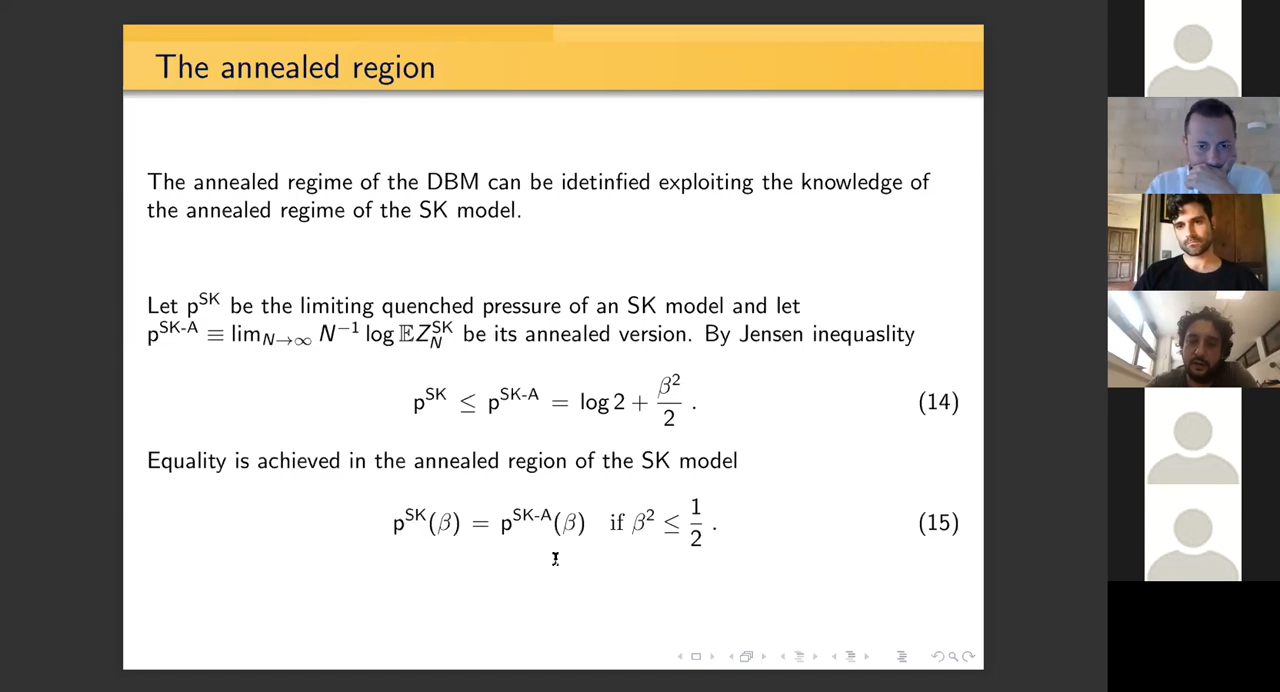 The annealed region
The annealed regime of the DBM can be idetinfied exploiting the knowledge of
the annealed regime of the SK model.
Let p^SK be the limiting quenched pressure of an SK model and let
p^SK-A ≡ lim_{N→∞} N^{-1} log 𝔼Z_N^SK be its annealed version. By Jensen inequaslity
p^SK ≤ p^SK-A = log 2 + β²/2 . (14)
Equality is achieved in the annealed region of the SK model
p^SK(β) = p^SK-A(β) if β² ≤ 1/2 . (15)